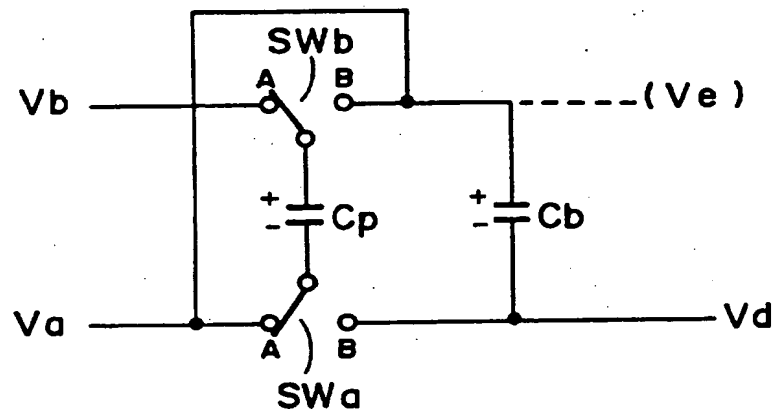 SWb
A B
Vb (Ve)
+ +
Cp Cb
- -
Va Vd
A B
SWa